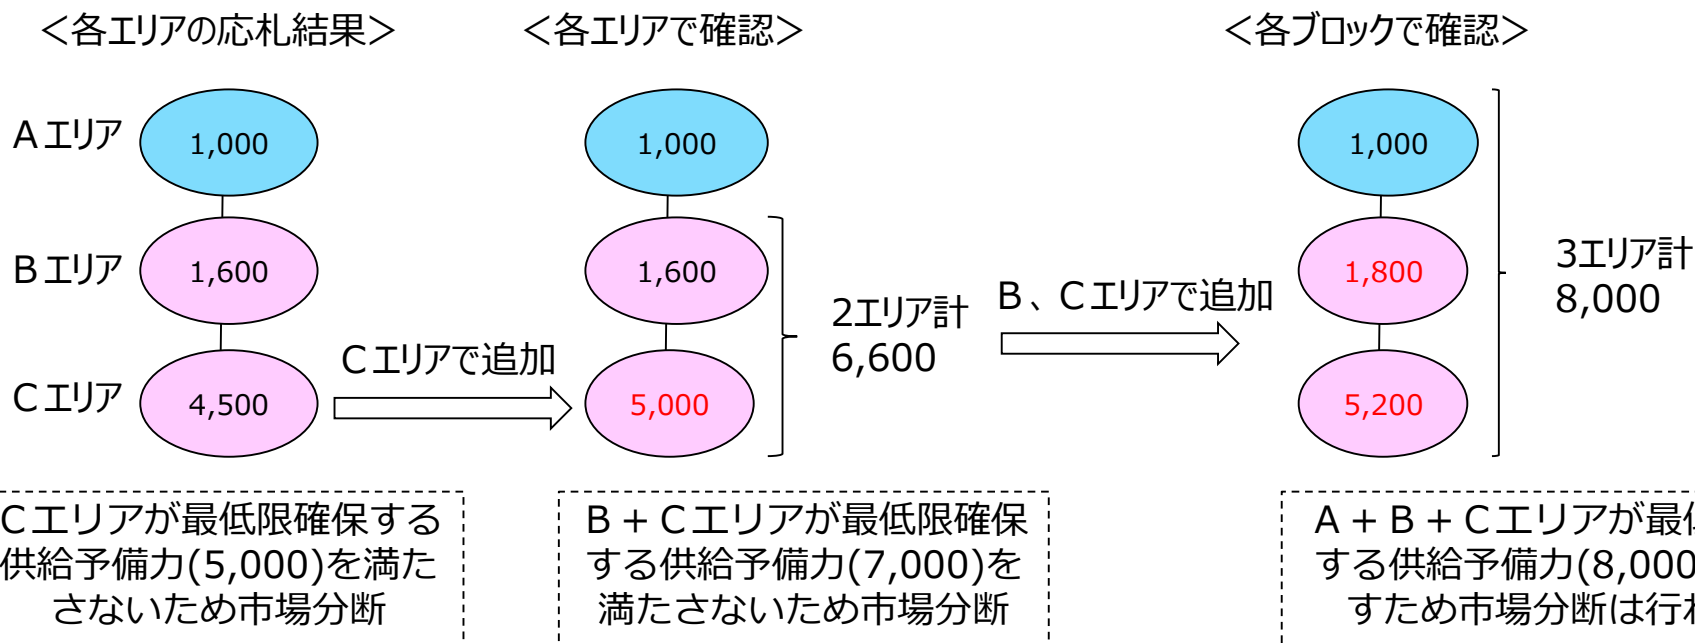 ＜各エリアの応札結果＞
＜各エリアで確認＞
＜各ブロックで確認＞
Ａエリア
1,000
1,000
1,000
Ｂエリア
1,600
1,600
1,800
3エリア計
8,000
2エリア計
6,600
Ｂ、Ｃエリアで追加
Ｃエリアで追加
Ｃエリア
4,500
5,000
5,200
Ｃエリアが最低限確保する
供給予備力(5,000)を満た
さないため市場分断
Ｂ+Ｃエリアが最低限確保
する供給予備力(7,000)を
満たさないため市場分断
Ａ+Ｂ+Ｃエリアが最
する供給予備力(8,000
すため市場分断は行